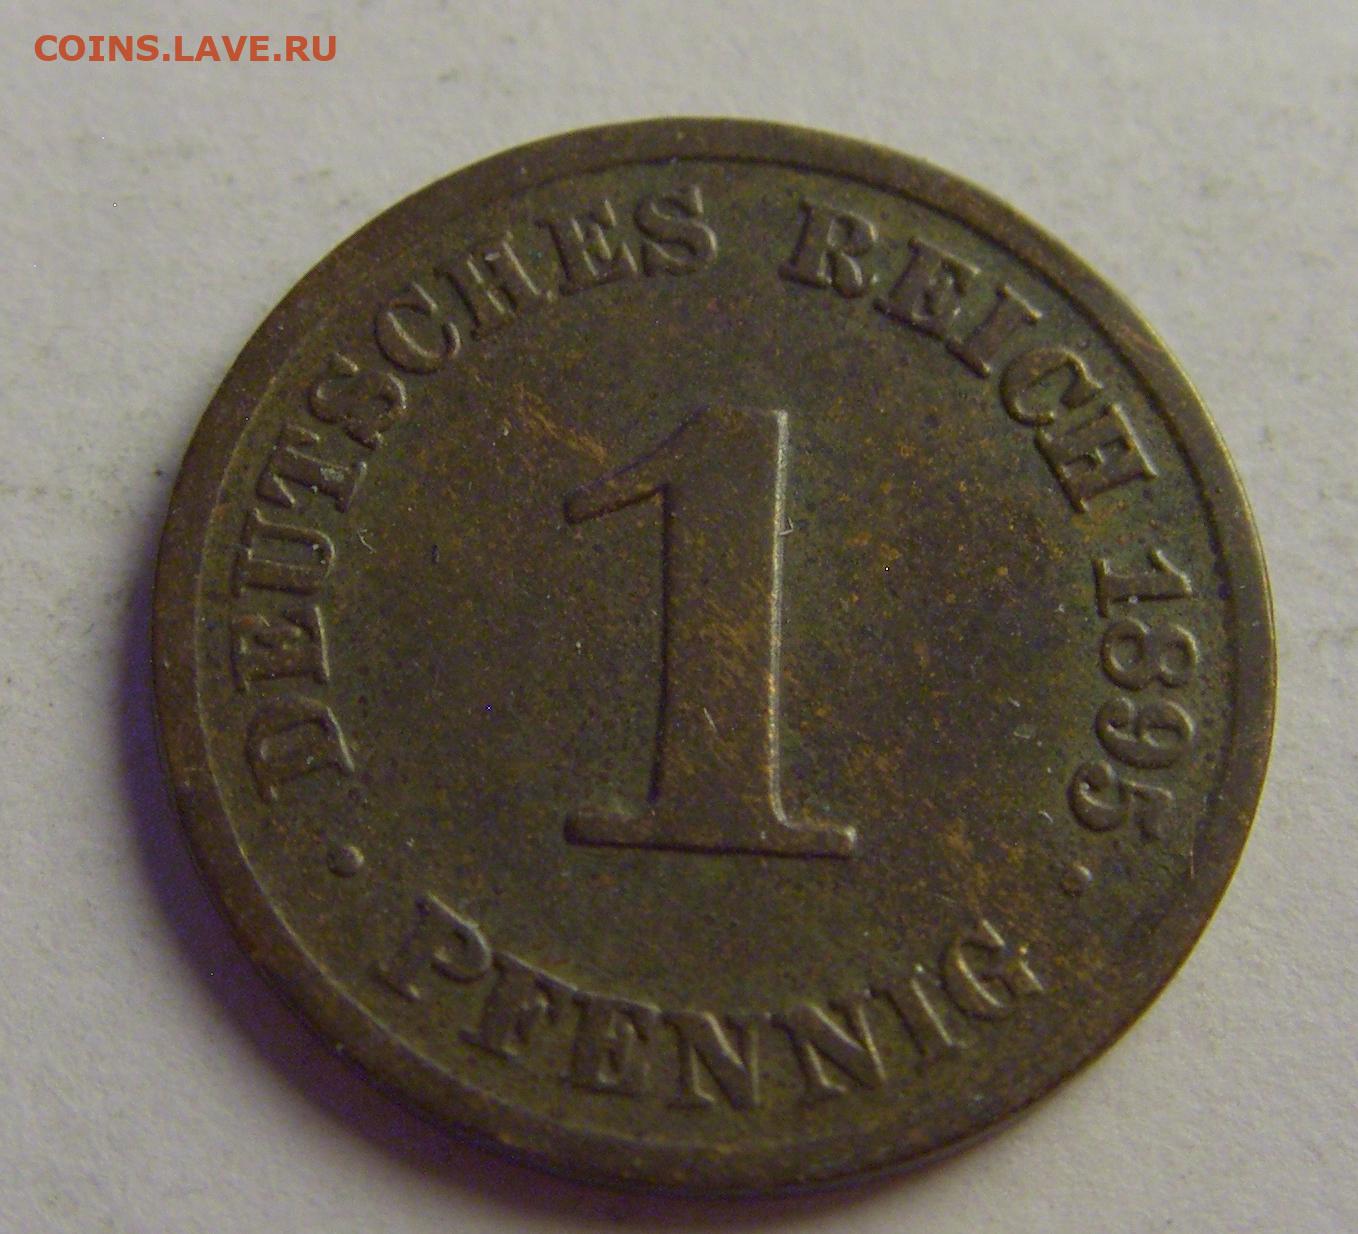 COINS.LAVE.RU
DEUTSCHES REICH 1895
1
· PFENNIG ·